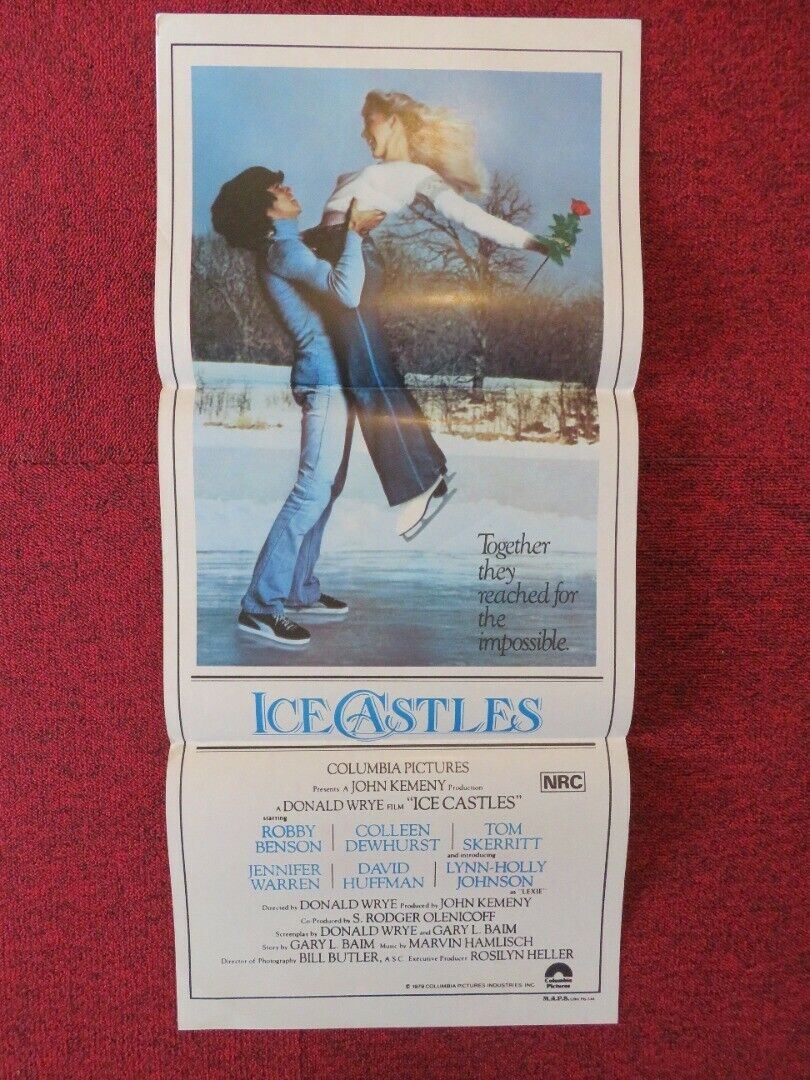 Together
they
reached for
the
impossible.
ICE CASTLES
COLUMBIA PICTURES
Presents A JOHN KEMENY Production
NRC
A DONALD WRYE FILM "ICE CASTLES"
starring
ROBBY BENSON | COLLEEN DEWHURST | TOM SKERRITT
and introducing
JENNIFER WARREN | DAVID HUFFMAN | LYNN-HOLLY JOHNSON
as "LEXIE"
Directed by DONALD WRYE Produced by JOHN KEMENY
Co-Produced by S. RODGER OLENICOFF
Screenplay by DONALD WRYE AND GARY L. BAIM
Story by GARY L. BAIM Music by MARVIN HAMLISCH
Director of Photography BILL BUTLER, A.S.C. Executive Producer ROSILYN HELLER
© 1979 COLUMBIA PICTURES INDUSTRIES, INC.
Columbia
Pictures
M.A.P.S.